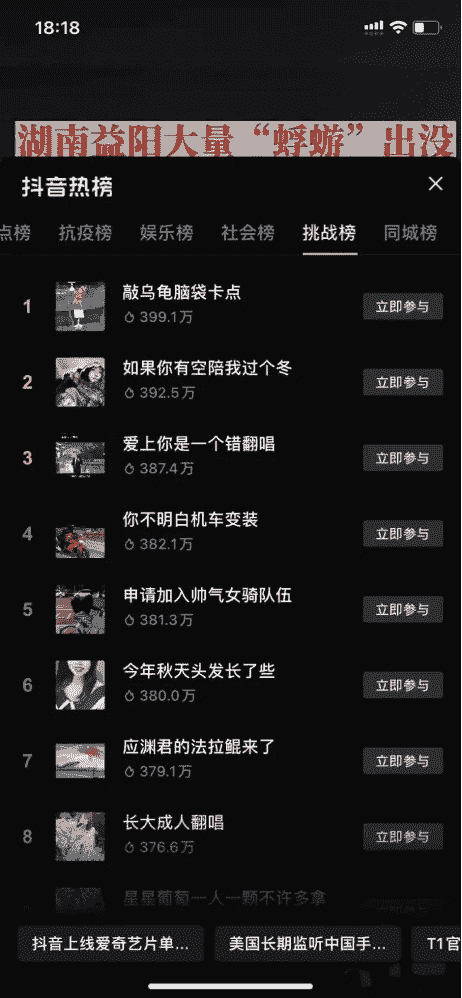 18:18
湖南益阳大量“蜉蝣”出没
抖音热榜
点榜 抗疫榜 娱乐榜 社会榜 挑战榜 同城榜
1 敲乌龟脑袋卡点 立即参与
399.1万
2 如果你有空陪我过个冬 立即参与
392.5万
3 爱上你是一个错翻唱 立即参与
387.4万
4 你不明白机车变装 立即参与
382.1万
5 申请加入帅气女骑队伍 立即参与
381.3万
6 今年秋天头发长了些 立即参与
380.0万
7 应渊君的法拉鲲来了 立即参与
379.1万
8 长大成人翻唱 立即参与
376.6万
星星葡萄一人一颗不许多拿
抖音上线爱奇艺片单... 美国长期监听中国手... T1官